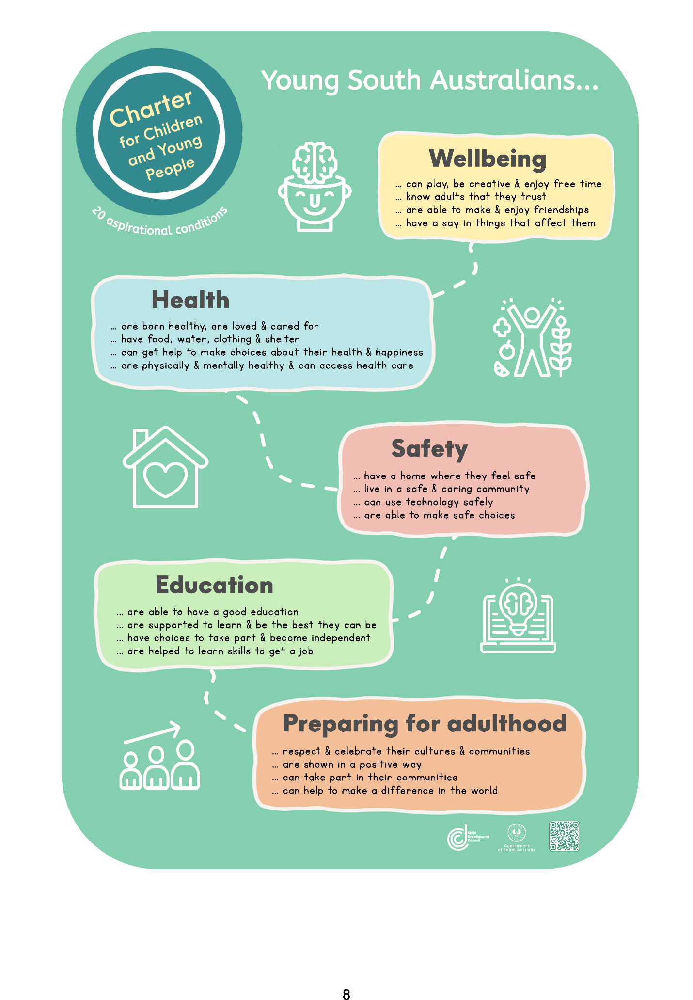 Charter
for Children
and Young
People
20 aspirational conditions
Young South Australians...
Wellbeing
... can play, be creative & enjoy free time
... know adults that they trust
... are able to make & enjoy friendships
... have a say in things that affect them
Health
... are born healthy, are loved & cared for
... have food, water, clothing & shelter
... can get help to make choices about their health & happiness
... are physically & mentally healthy & can access health care
Safety
... have a home where they feel safe
... live in a safe & caring community
... can use technology safely
... are able to make safe choices
Education
... are able to have a good education
... are supported to learn & be the best they can be
... have choices to take part & become independent
... are helped to learn skills to get a job
Preparing for adulthood
... respect & celebrate their cultures & communities
... are shown in a positive way
... can take part in their communities
... can help to make a difference in the world
Child
Development
Council
Government
of South Australia
8